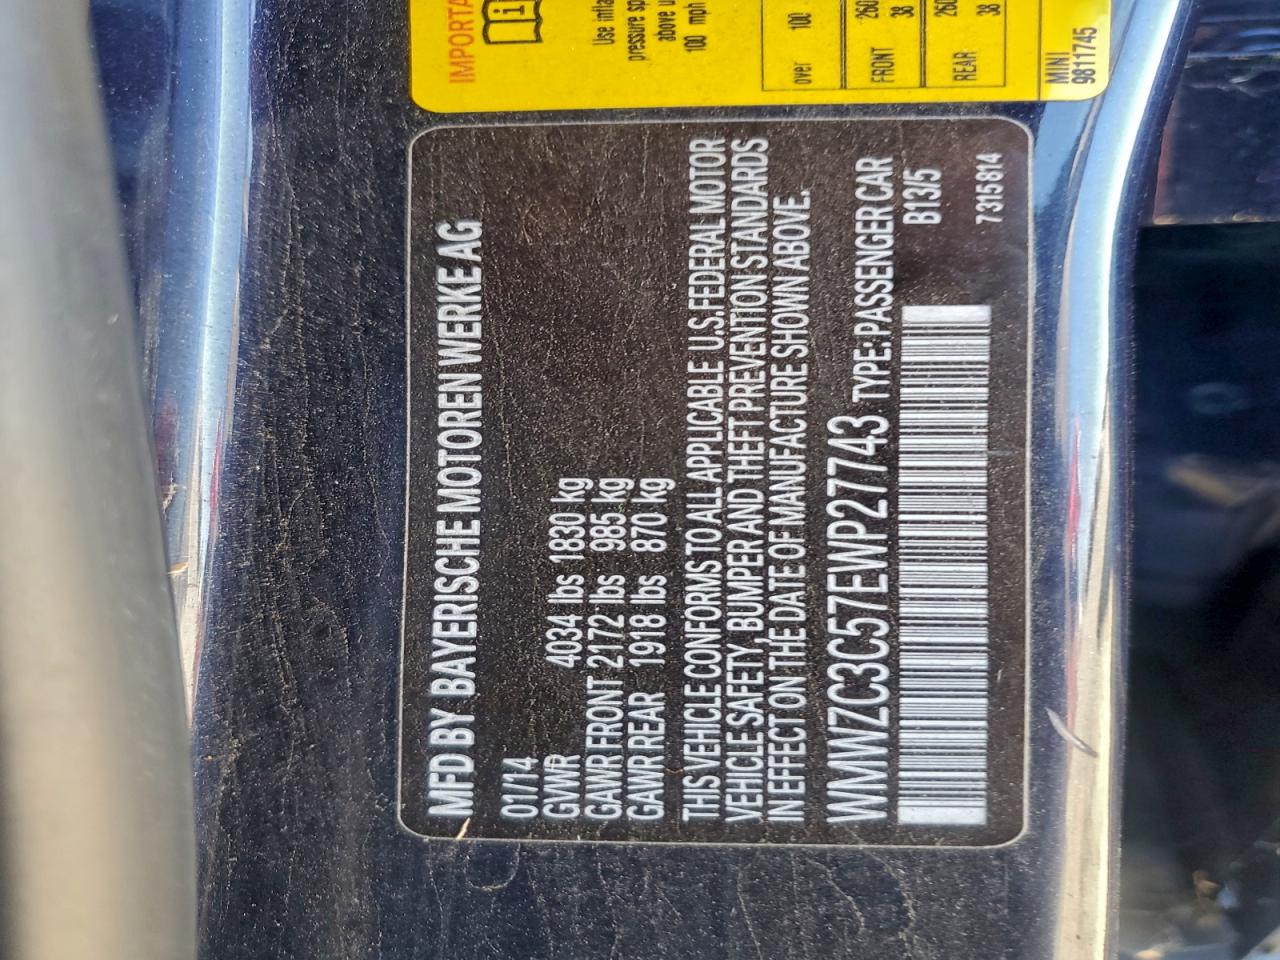 MFD BY BAYERISCHE MOTOREN WERKE AG
01/14
GVWR 4034 lbs 1830 kg
GAWR FRONT 2172 lbs 985 kg
GAWR REAR 1918 lbs 870 kg
THIS VEHICLE CONFORMS TO ALL APPLICABLE U.S. FEDERAL MOTOR
VEHICLE SAFETY, BUMPER AND THEFT PREVENTION STANDARDS
IN EFFECT ON THE DATE OF MANUFACTURE SHOWN ABOVE.
WMWZC3C57EWP27743 TYPE: PASSENGER CAR
B13/5
7315814
Use
pressure
above
100 mph
over 100
FRONT 38
REAR 38
MINI
9811745